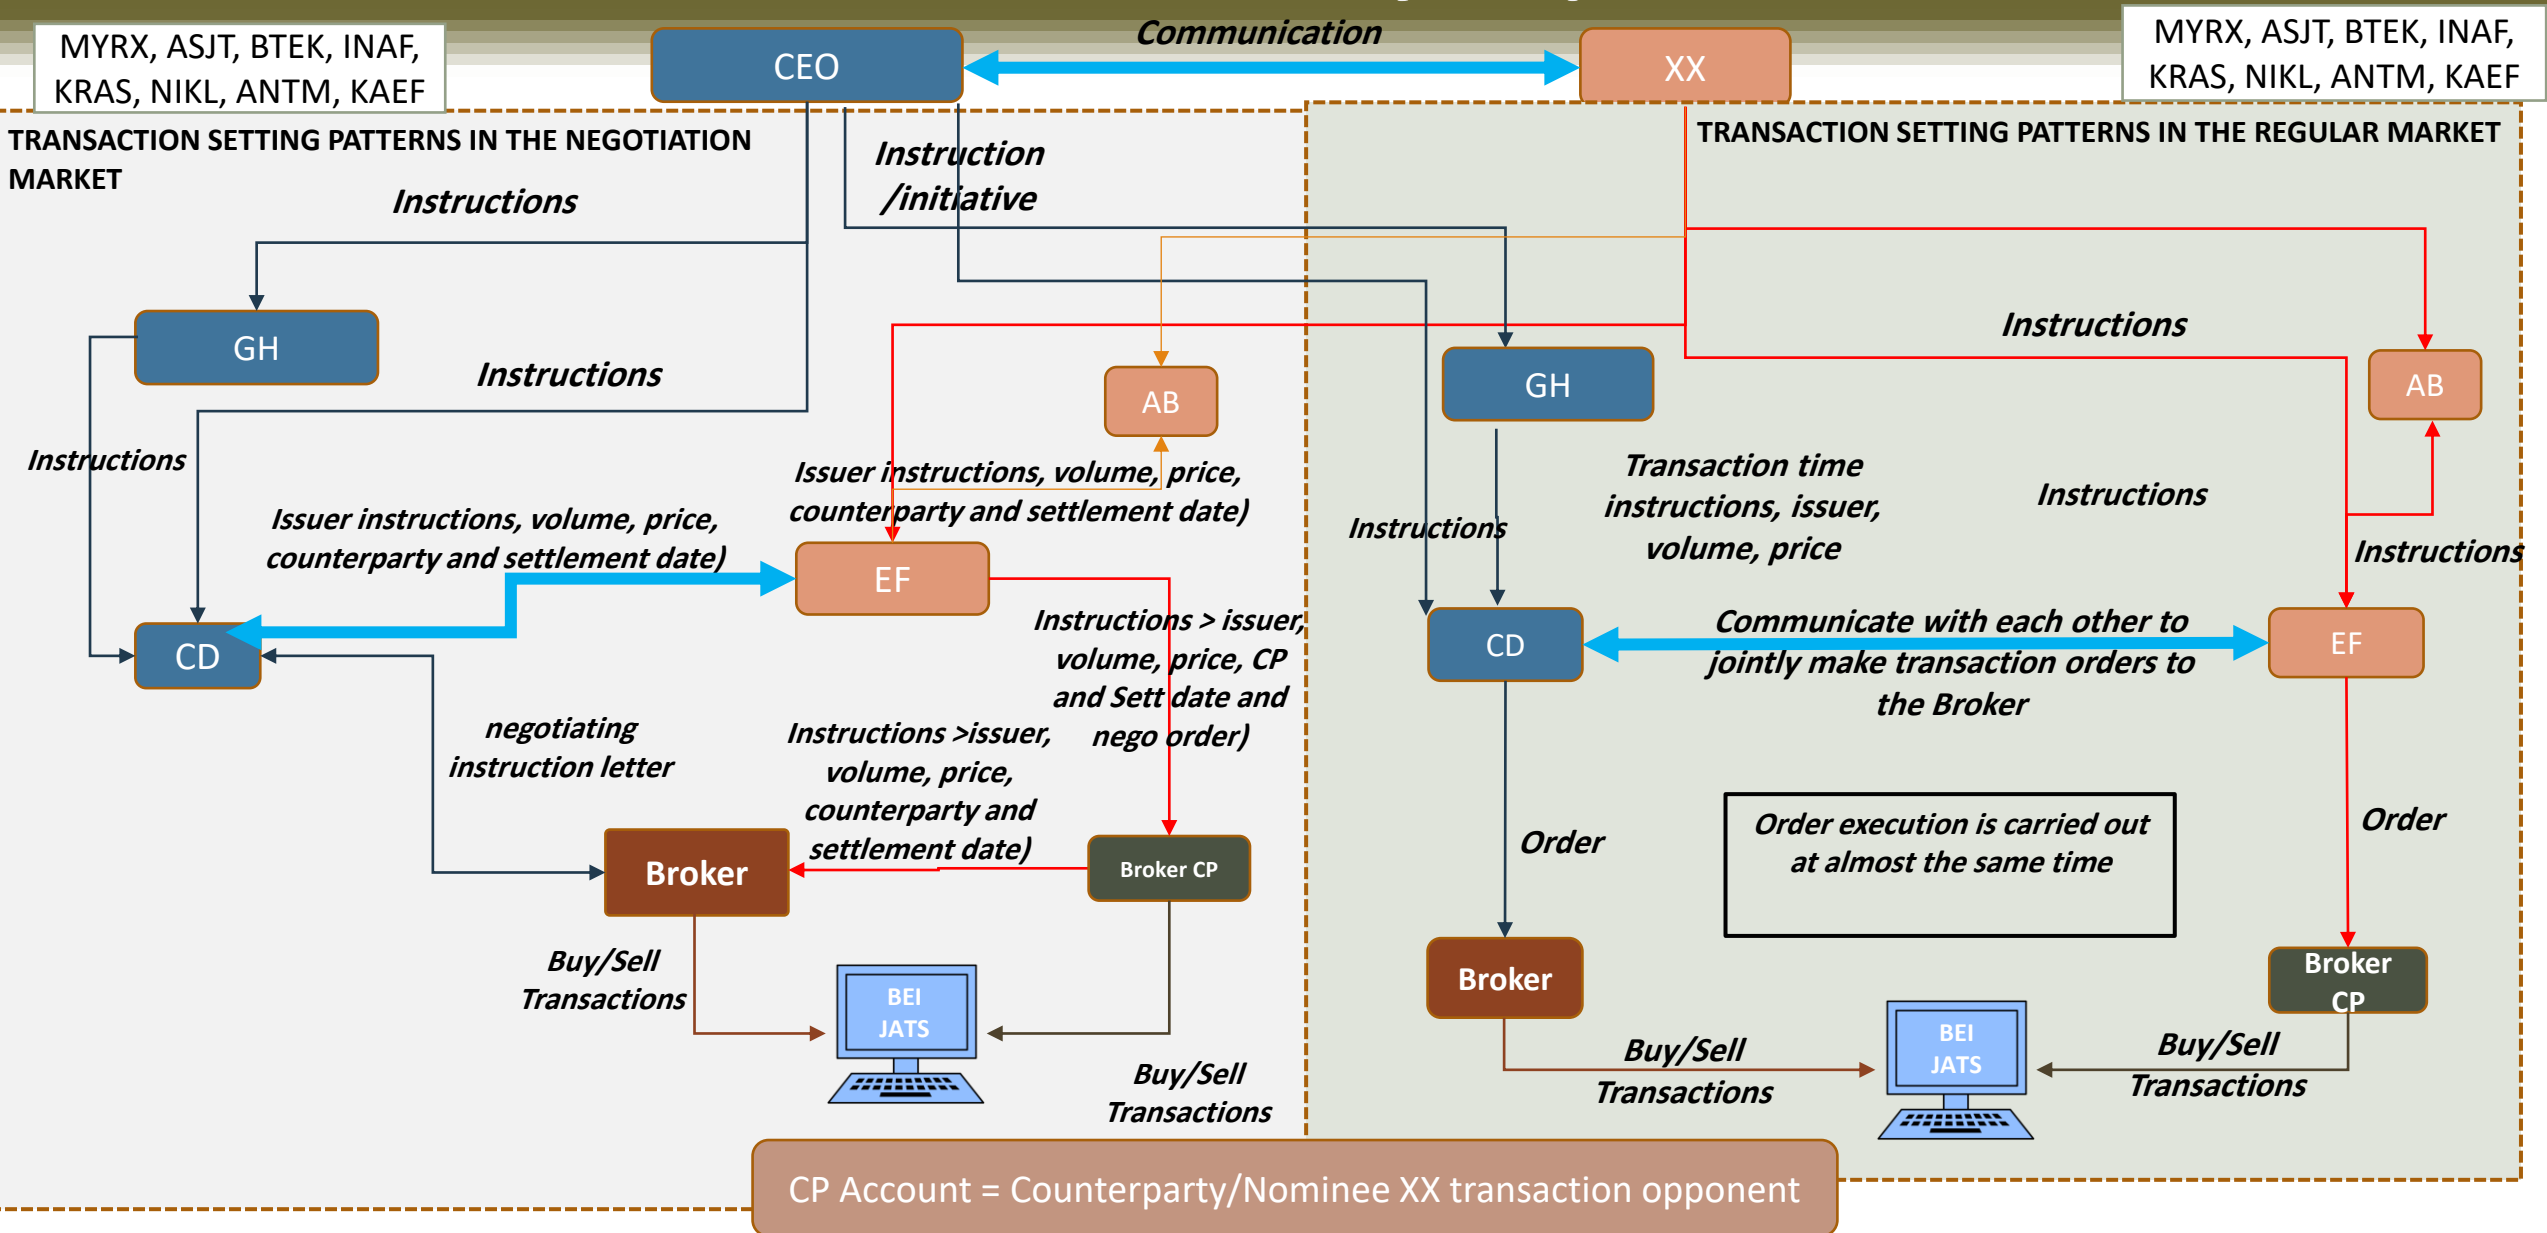 MYRX, ASJT, BTEK, INAF,
KRAS, NIKL, ANTM, KAEF
CEO
Communication
XX
MYRX, ASJT, BTEK, INAF,
KRAS, NIKL, ANTM, KAEF
TRANSACTION SETTING PATTERNS IN THE NEGOTIATION
MARKET
Instructions
Instruction
/initiative
GH
Instructions
Instructions
AB
Issuer instructions, volume, price,
counterparty and settlement date)
Issuer instructions, volume, price,
counterparty and settlement date)
EF
CD
Instructions > issuer,
volume, price, CP
and Sett date and
nego order)
negotiating
instruction letter
Instructions >issuer,
volume, price,
counterparty and
settlement date)
Broker
Broker CP
Buy/Sell
Transactions
BEI
JATS
Buy/Sell
Transactions
TRANSACTION SETTING PATTERNS IN THE REGULAR MARKET
Instructions
GH
AB
Transaction time
instructions, issuer,
volume, price
Instructions
Instructions
Instructions
CD
Communicate with each other to
jointly make transaction orders to
the Broker
EF
Order execution is carried out
at almost the same time
Order
Order
Broker
Broker
CP
BEI
JATS
Buy/Sell
Transactions
Buy/Sell
Transactions
CP Account = Counterparty/Nominee XX transaction opponent